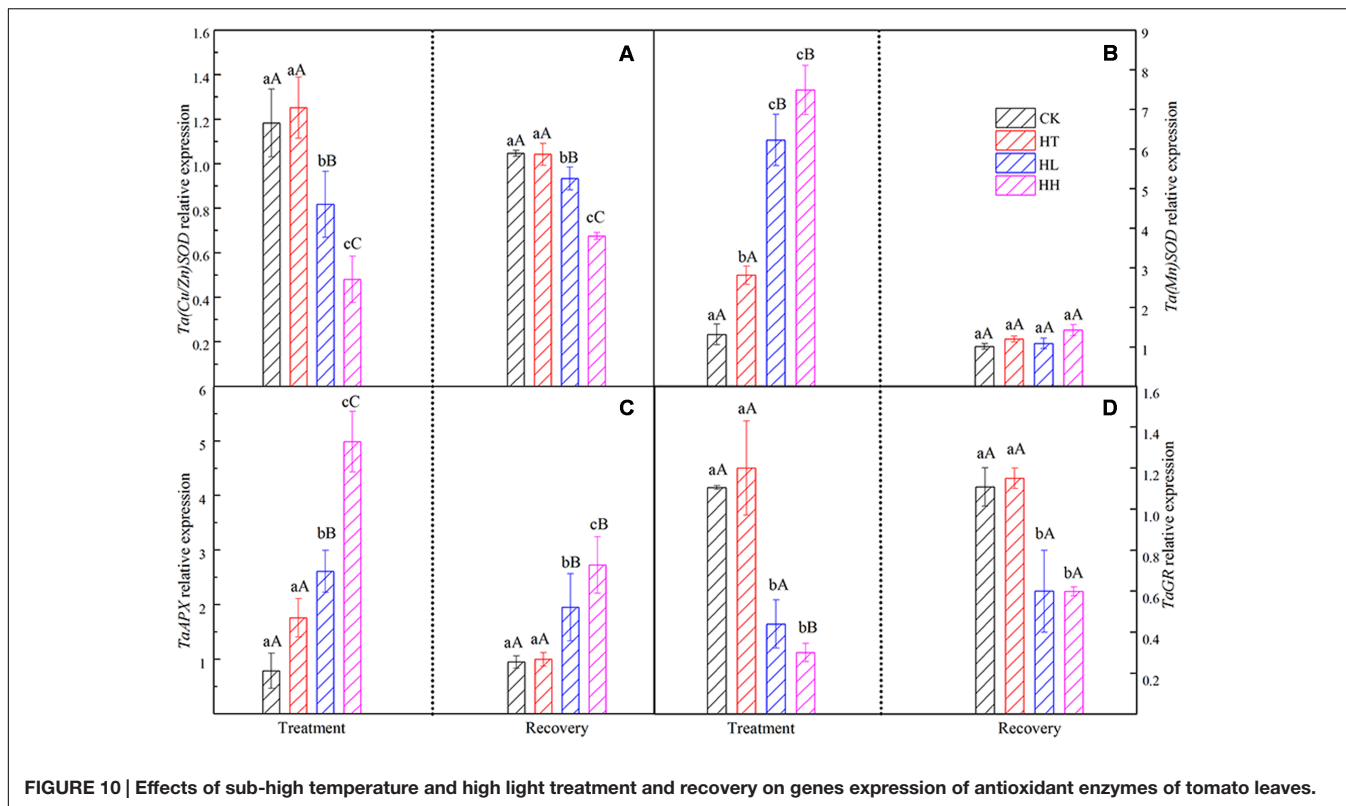 1.6
1.4
1.2
1.0
0.8
0.6
0.4
0.2
Ta(Cu/Zn)SOD relative expression
aA
aA
bB
cC
aA
aA
bB
cC
A
aA
bA
cB
cB
aA
aA
aA
aA
B
CK
HT
HL
HH
9
8
7
6
5
4
3
2
1
Ta(Mn)SOD relative expression
6
5
4
3
2
1
TaAPX relative expression
aA
aA
bB
cC
aA
aA
bB
cB
C
Treatment
Recovery
aA
aA
bA
bB
aA
aA
bA
bA
D
1.6
1.4
1.2
1.0
0.8
0.6
0.4
0.2
TaGR relative expression
Treatment
Recovery
FIGURE 10 | Effects of sub-high temperature and high light treatment and recovery on genes expression of antioxidant enzymes of tomato leaves.